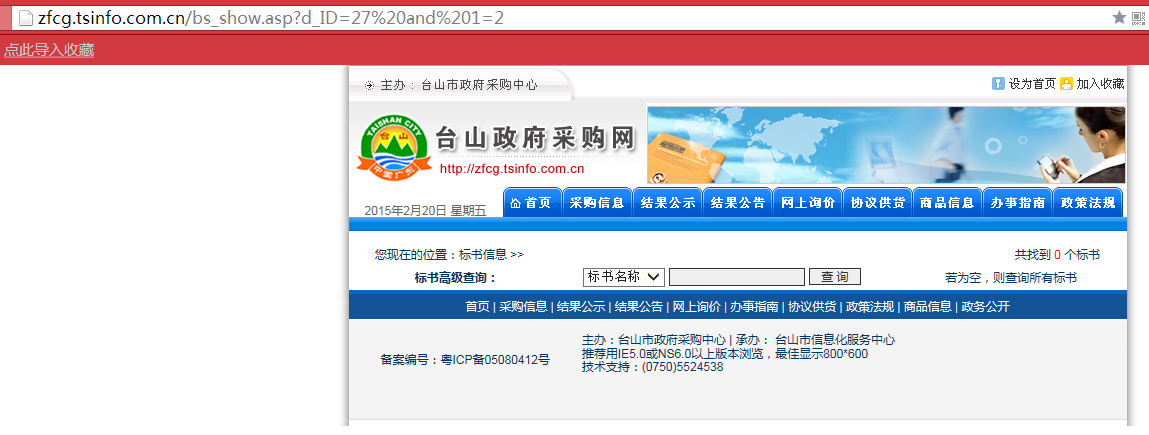 zfcg.tsinfo.com.cn/bs_show.asp?d_ID=27%20and%201=2
点此导入收藏
主办：台山市政府采购中心 设为首页 加入收藏
TAISHAN CITY
台山
中国广东
台山政府采购网
http://zfcg.tsinfo.com.cn
2015年2月20日 星期五 首页 采购信息 结果公示 结果公告 网上询价 协议供货 商品信息 办事指南 政策法规
您现在的位置：标书信息 >> 共找到 0 个标书
标书高级查询： 标书名称 查 询 若为空，则查询所有标书
首页 | 采购信息 | 结果公示 | 结果公告 | 网上询价 | 办事指南 | 协议供货 | 政策法规 | 商品信息 | 政务公开
主办：台山市政府采购中心 | 承办： 台山市信息化服务中心
推荐用IE5.0或NS6.0以上版本浏览，最佳显示800*600
备案编号：粤ICP备05080412号
技术支持：(0750)5524538